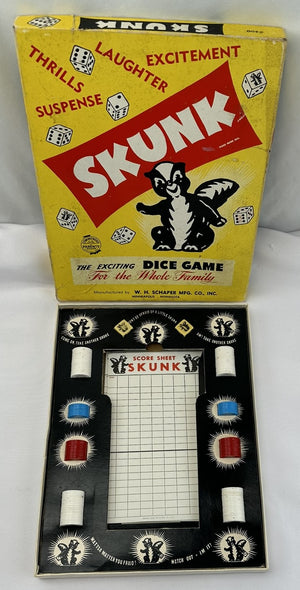 SKUNK
THRILLS
LAUGHTER
EXCITEMENT
SUSPENSE
SKUNK
THE EXCITING DICE GAME
For the Whole Family
Manufactured by W. H. SCHAPER MFG. CO., INC.
MINNEAPOLIS MINNESOTA
SCORE SHEET
SKUNK